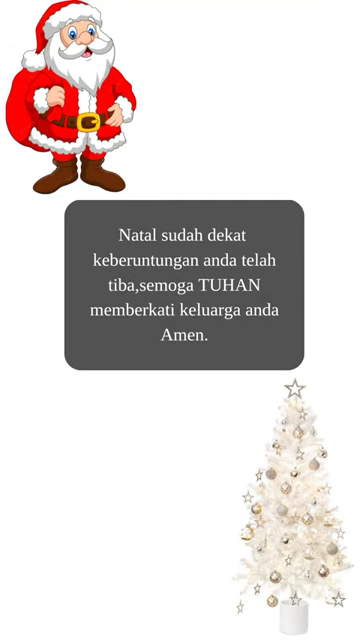 Natal sudah dekat
keberuntungan anda telah
tiba,semoga TUHAN
memberkati keluarga anda
Amen.